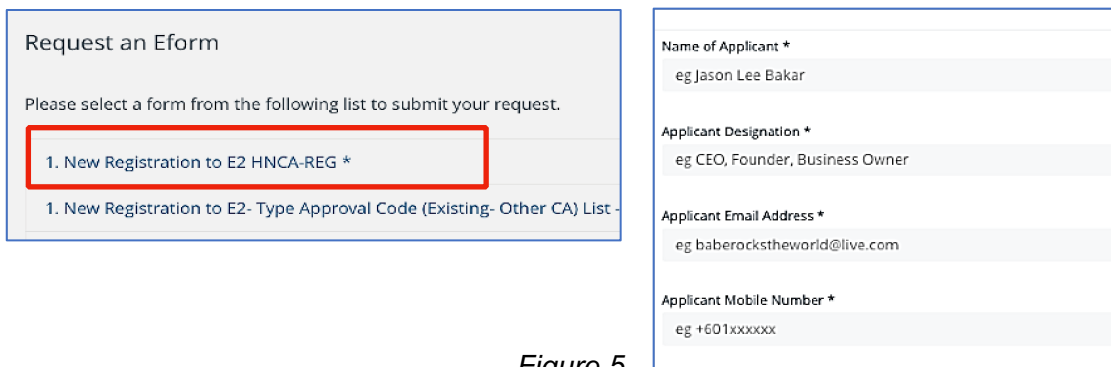 Request an Eform
Please select a form from the following list to submit your request.
1. New Registration to E2 HNCA-REG *
1. New Registration to E2- Type Approval Code (Existing- Other CA) List -
Name of Applicant *
eg Jason Lee Bakar
Applicant Designation *
eg CEO, Founder, Business Owner
Applicant Email Address *
eg baberockstheworld@live.com
Applicant Mobile Number *
eg +601xxxxxx
Figure 5